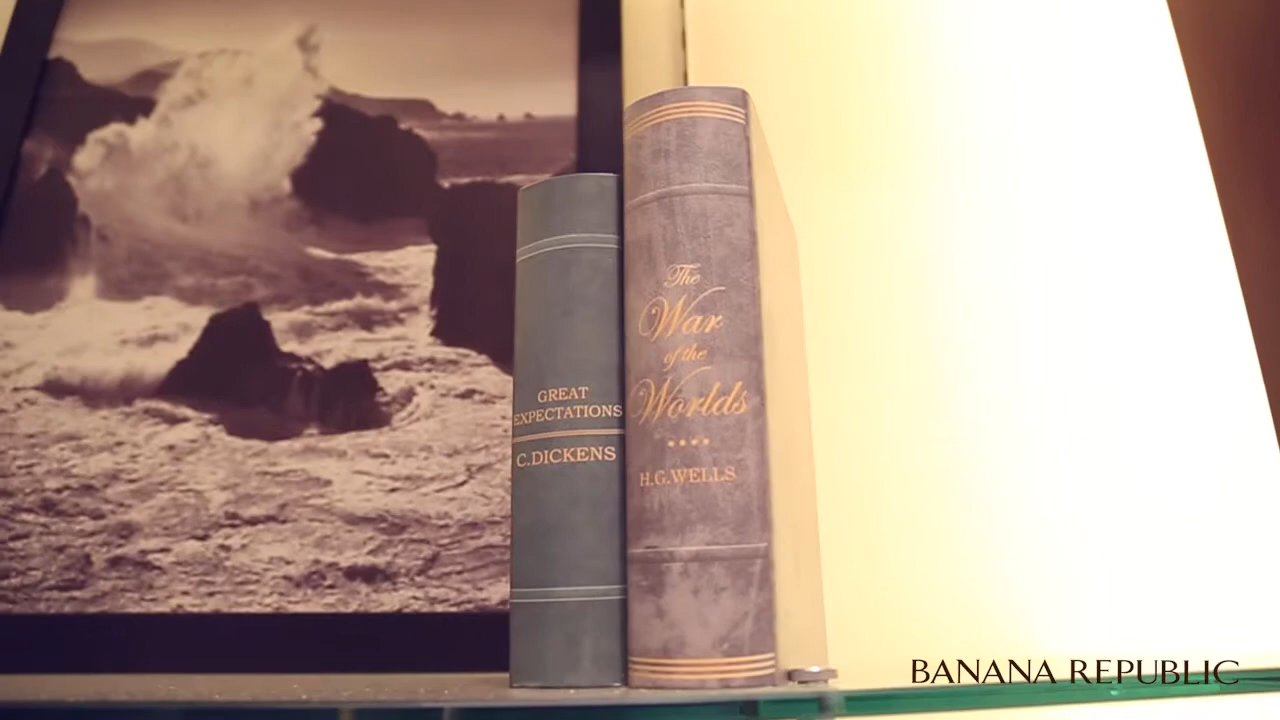 GREAT
EXPECTATIONS
C.DICKENS
The
War
of the
Worlds
H.G.WELLS
BANANA REPUBLIC